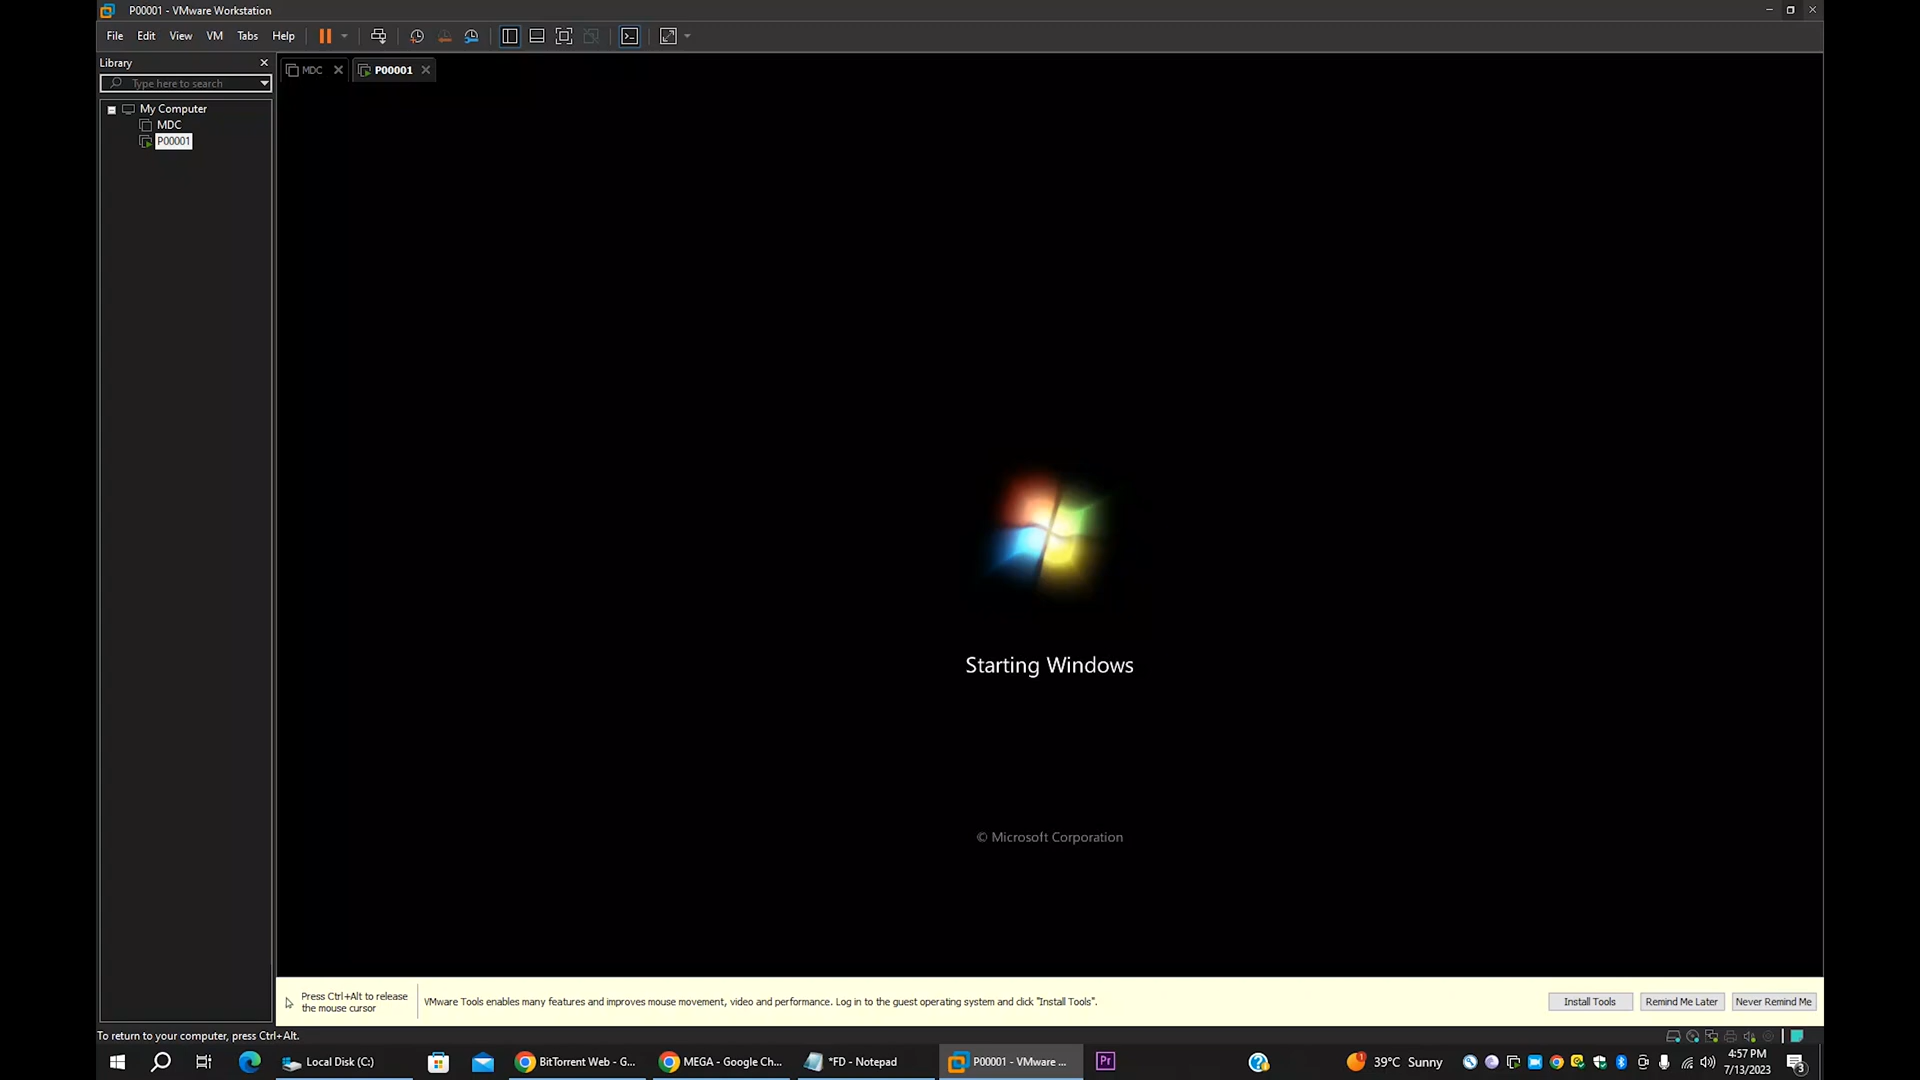 P00001 - VMware Workstation
File Edit View VM Tabs Help
Library
Type here to search
My Computer
MDC
P00001
MDC
P00001
Starting Windows
© Microsoft Corporation
Press Ctrl+Alt to release
the mouse cursor
VMware Tools enables many features and improves mouse movement, video and performance. Log in to the guest operating system and click "Install Tools".
Install Tools
Remind Me Later
Never Remind Me
To return to your computer, press Ctrl+Alt.
Local Disk (C:)
BitTorrent Web - G...
MEGA - Google Ch...
*FD - Notepad
P00001 - VMware ...
Pr
1
39°C Sunny
4:57 PM
7/13/2023
3